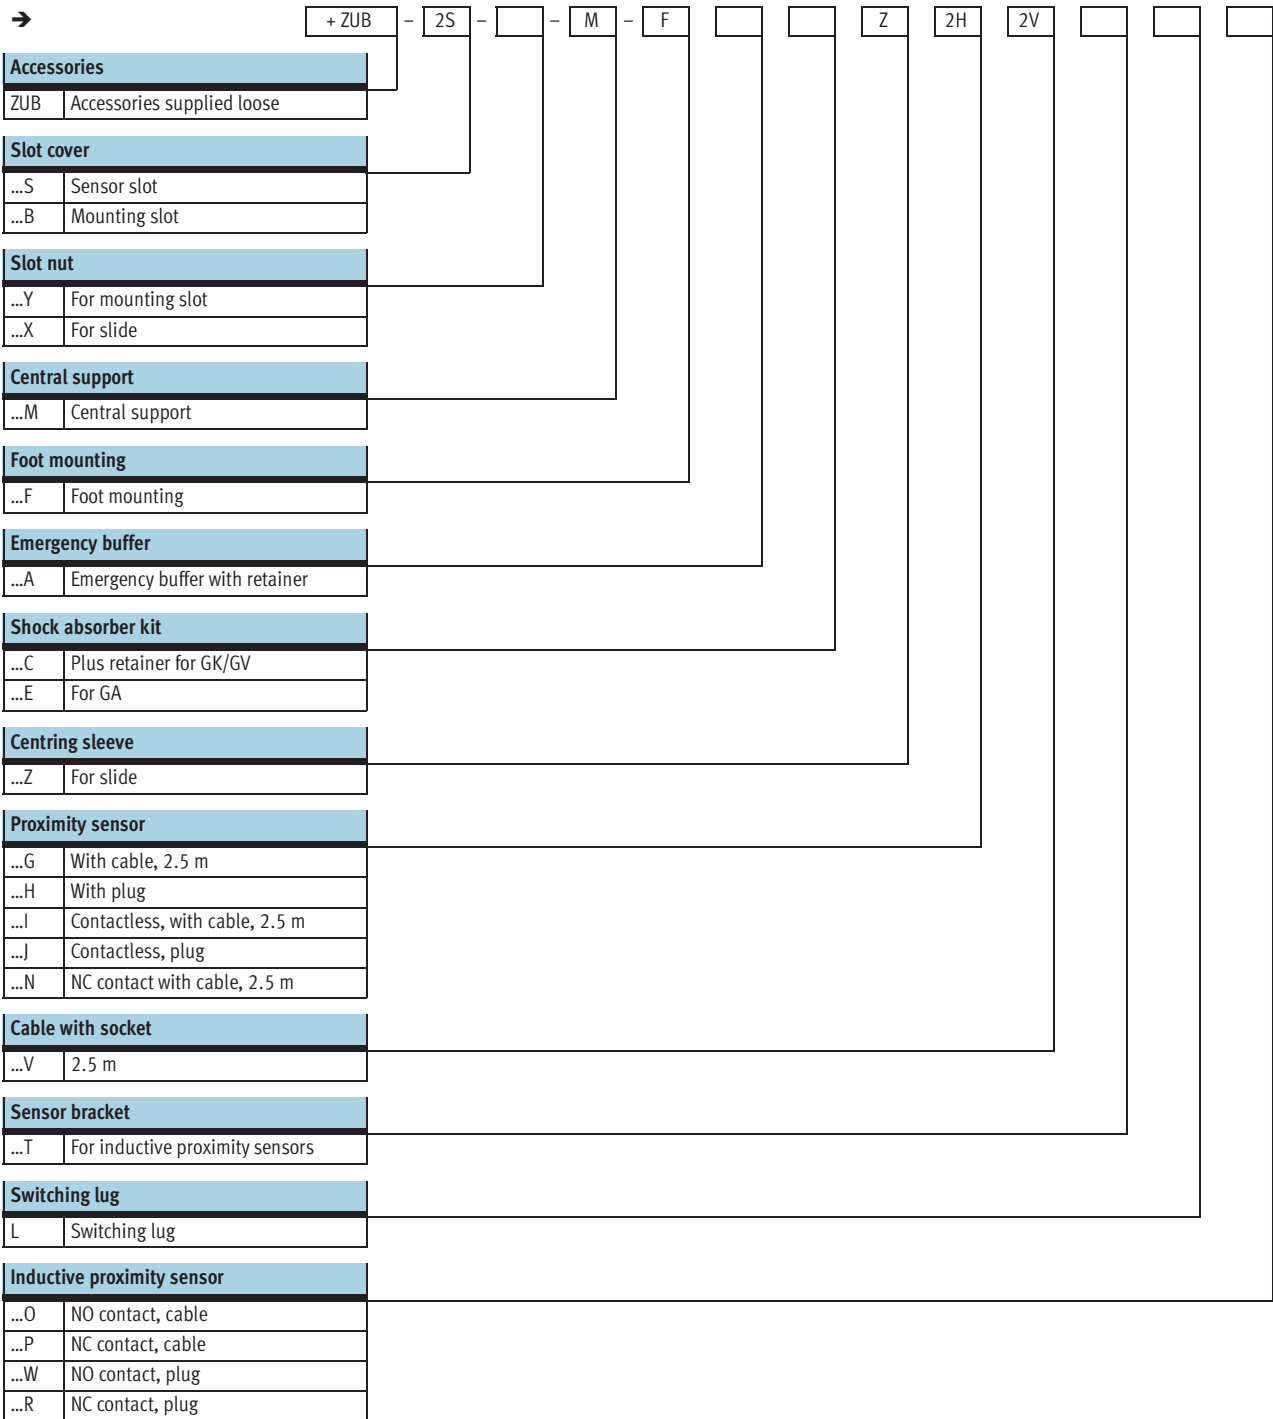 ➔ + ZUB – 2S – – M – F Z 2H 2V
Accessories
ZUB Accessories supplied loose
Slot cover
...S Sensor slot
...B Mounting slot
Slot nut
...Y For mounting slot
...X For slide
Central support
...M Central support
Foot mounting
...F Foot mounting
Emergency buffer
...A Emergency buffer with retainer
Shock absorber kit
...C Plus retainer for GK/GV
...E For GA
Centring sleeve
...Z For slide
Proximity sensor
...G With cable, 2.5 m
...H With plug
...I Contactless, with cable, 2.5 m
...J Contactless, plug
...N NC contact with cable, 2.5 m
Cable with socket
...V 2.5 m
Sensor bracket
...T For inductive proximity sensors
Switching lug
L Switching lug
Inductive proximity sensor
...O NO contact, cable
...P NC contact, cable
...W NO contact, plug
...R NC contact, plug